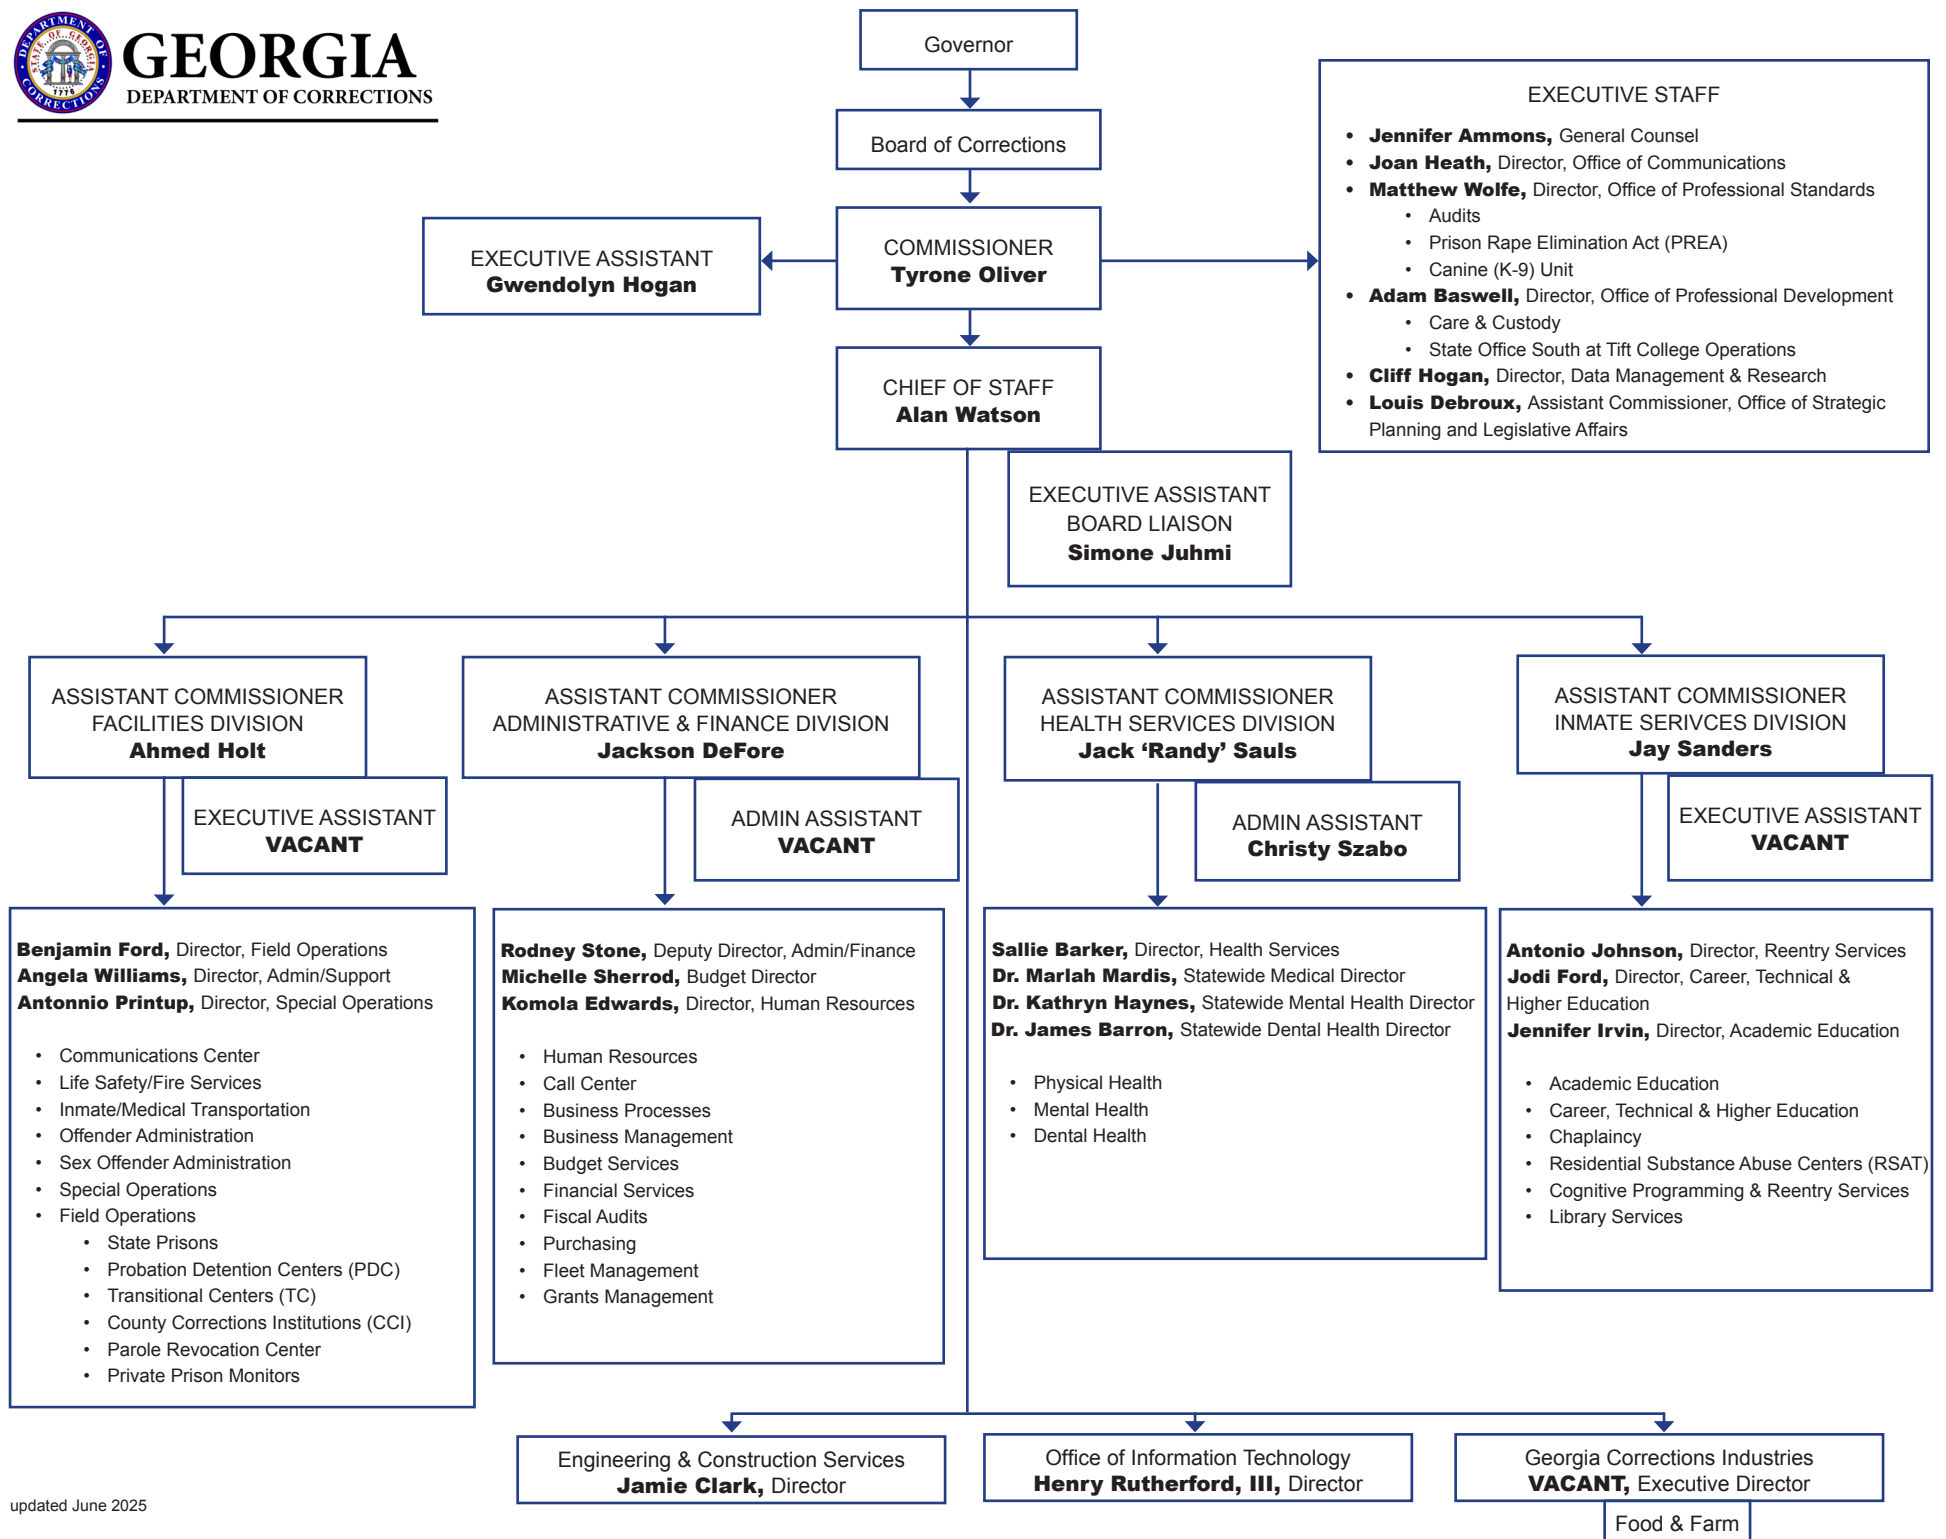 DEPARTMENT OF CORRECTIONS
STATE OF GEORGIA
1776
GEORGIA
DEPARTMENT OF CORRECTIONS
Governor
Board of Corrections
COMMISSIONER
Tyrone Oliver
EXECUTIVE ASSISTANT
Gwendolyn Hogan
CHIEF OF STAFF
Alan Watson
EXECUTIVE STAFF
• Jennifer Ammons, General Counsel
• Joan Heath, Director, Office of Communications
• Matthew Wolfe, Director, Office of Professional Standards
• Audits
• Prison Rape Elimination Act (PREA)
• Canine (K-9) Unit
• Adam Baswell, Director, Office of Professional Development
• Care & Custody
• State Office South at Tift College Operations
• Cliff Hogan, Director, Data Management & Research
• Louis Debroux, Assistant Commissioner, Office of Strategic
Planning and Legislative Affairs
EXECUTIVE ASSISTANT
BOARD LIAISON
Simone Juhmi
ASSISTANT COMMISSIONER
FACILITIES DIVISION
Ahmed Holt
EXECUTIVE ASSISTANT
VACANT
Benjamin Ford, Director, Field Operations
Angela Williams, Director, Admin/Support
Antonnio Printup, Director, Special Operations
• Communications Center
• Life Safety/Fire Services
• Inmate/Medical Transportation
• Offender Administration
• Sex Offender Administration
• Special Operations
• Field Operations
• State Prisons
• Probation Detention Centers (PDC)
• Transitional Centers (TC)
• County Corrections Institutions (CCI)
• Parole Revocation Center
• Private Prison Monitors
ASSISTANT COMMISSIONER
ADMINISTRATIVE & FINANCE DIVISION
Jackson DeFore
ADMIN ASSISTANT
VACANT
Rodney Stone, Deputy Director, Admin/Finance
Michelle Sherrod, Budget Director
Komola Edwards, Director, Human Resources
• Human Resources
• Call Center
• Business Processes
• Business Management
• Budget Services
• Financial Services
• Fiscal Audits
• Purchasing
• Fleet Management
• Grants Management
ASSISTANT COMMISSIONER
HEALTH SERVICES DIVISION
Jack ‘Randy’ Sauls
ADMIN ASSISTANT
Christy Szabo
Sallie Barker, Director, Health Services
Dr. Marlah Mardis, Statewide Medical Director
Dr. Kathryn Haynes, Statewide Mental Health Director
Dr. James Barron, Statewide Dental Health Director
• Physical Health
• Mental Health
• Dental Health
ASSISTANT COMMISSIONER
INMATE SERIVCES DIVISION
Jay Sanders
EXECUTIVE ASSISTANT
VACANT
Antonio Johnson, Director, Reentry Services
Jodi Ford, Director, Career, Technical &
Higher Education
Jennifer Irvin, Director, Academic Education
• Academic Education
• Career, Technical & Higher Education
• Chaplaincy
• Residential Substance Abuse Centers (RSAT)
• Cognitive Programming & Reentry Services
• Library Services
Engineering & Construction Services
Jamie Clark, Director
Office of Information Technology
Henry Rutherford, III, Director
Georgia Corrections Industries
VACANT, Executive Director
Food & Farm
updated June 2025